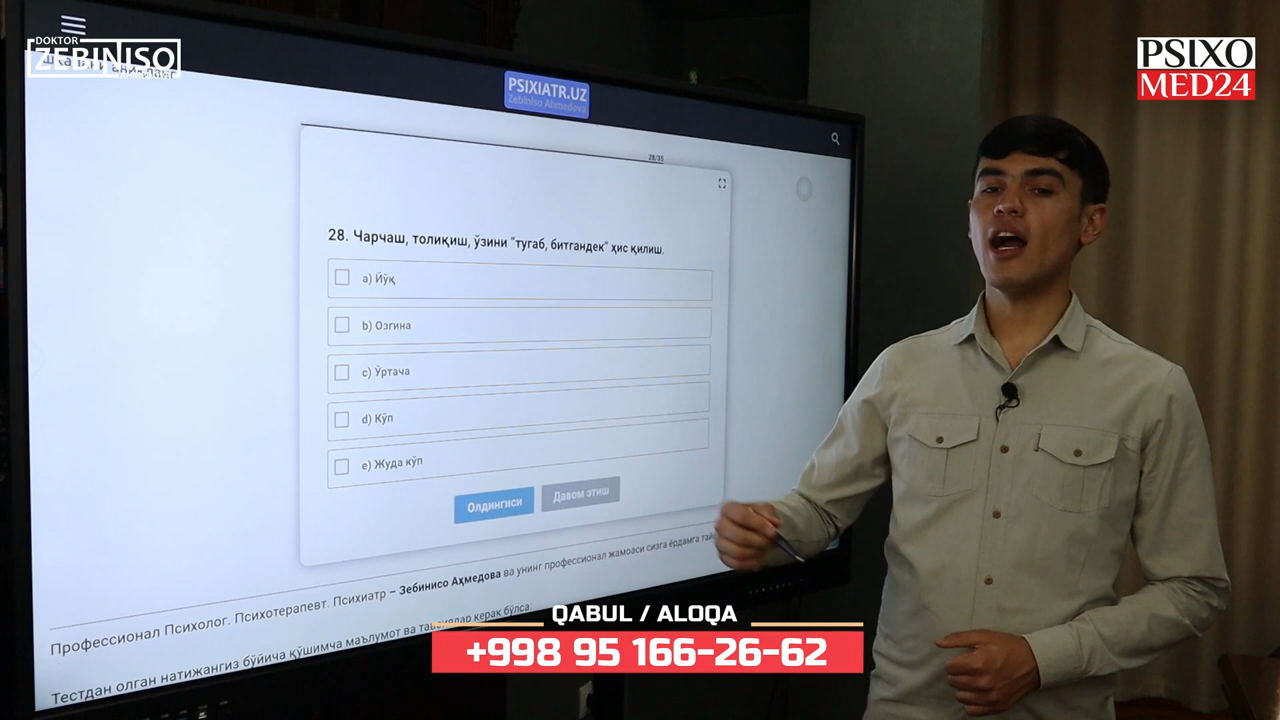 DOKTOR
ZEBINISO
PSIXIATR.UZ
Zebiniso Ahmedova
PSIXO
MED24
28/35
28. Чарчаш, толиқиш, ўзини “тугаб, битгандек” ҳис қилиш.
a) Йўқ
b) Озгина
c) Ўртача
d) Кўп
e) Жуда кўп
Олдингиси
Давом этиш
Профессионал Психолог. Психотерапевт. Психиатр – Зебинисо Аҳмедова ва унинг профессионал жамоаси сизга ёрдамга
Тестдан олган натижангиз бўйича қўшимча маълумот ва тавсиялар керак бўлса.
QABUL / ALOQA
+998 95 166-26-62